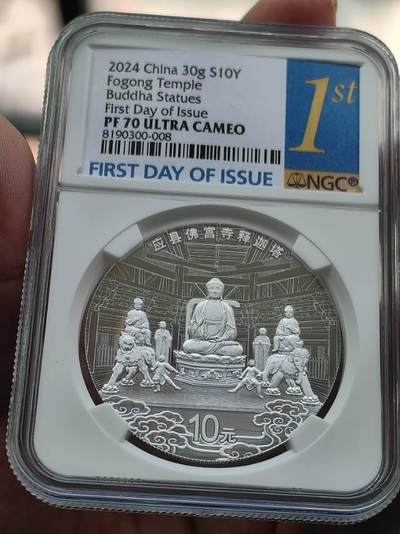 2024 China 30g S10Y
Fogong Temple
Buddha Statues
First Day of Issue
PF 70 ULTRA CAMEO
8190300-008
1st
FIRST DAY OF ISSUE
NGC®
应县佛宫寺释迦塔
10元